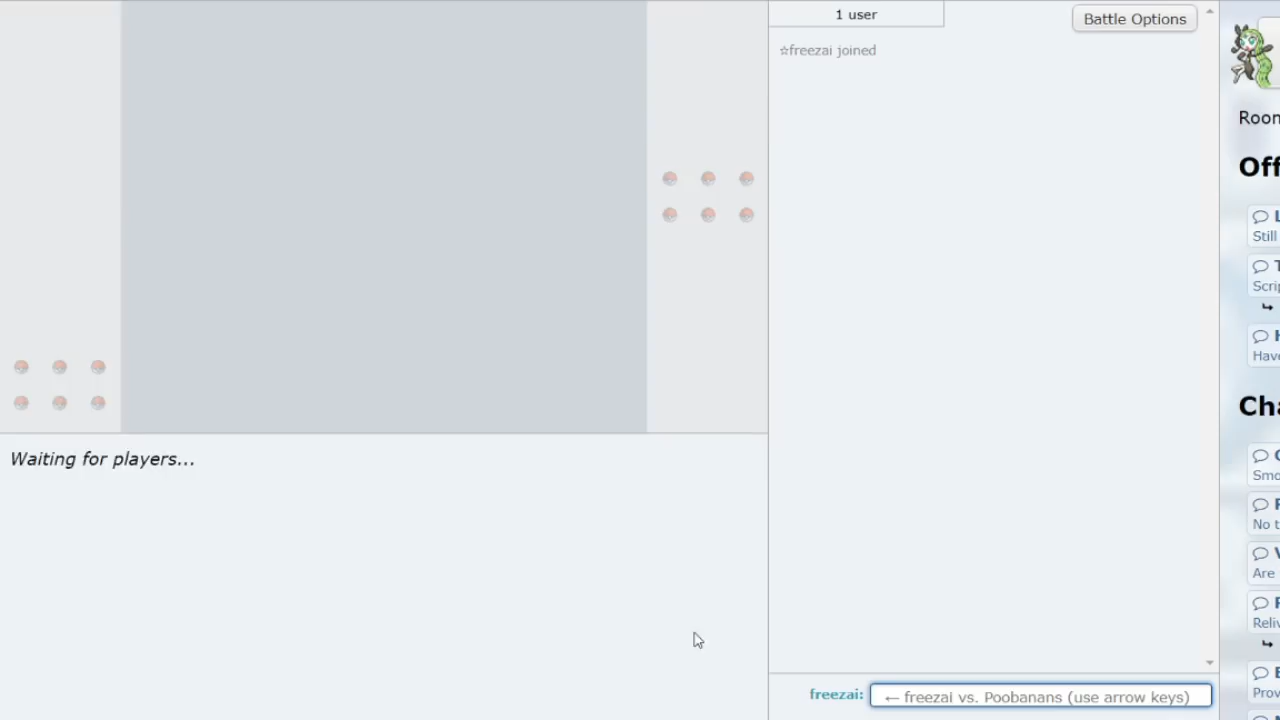 1 user
Battle Options
☆freezai joined
Waiting for players...
freezai:
← freezai vs. Poobanans (use arrow keys)
Room
Off
L
Still
T
Scrip
↳
H
Have
Cha
Smo
No t
V
Are
Reliv
↳
Prov